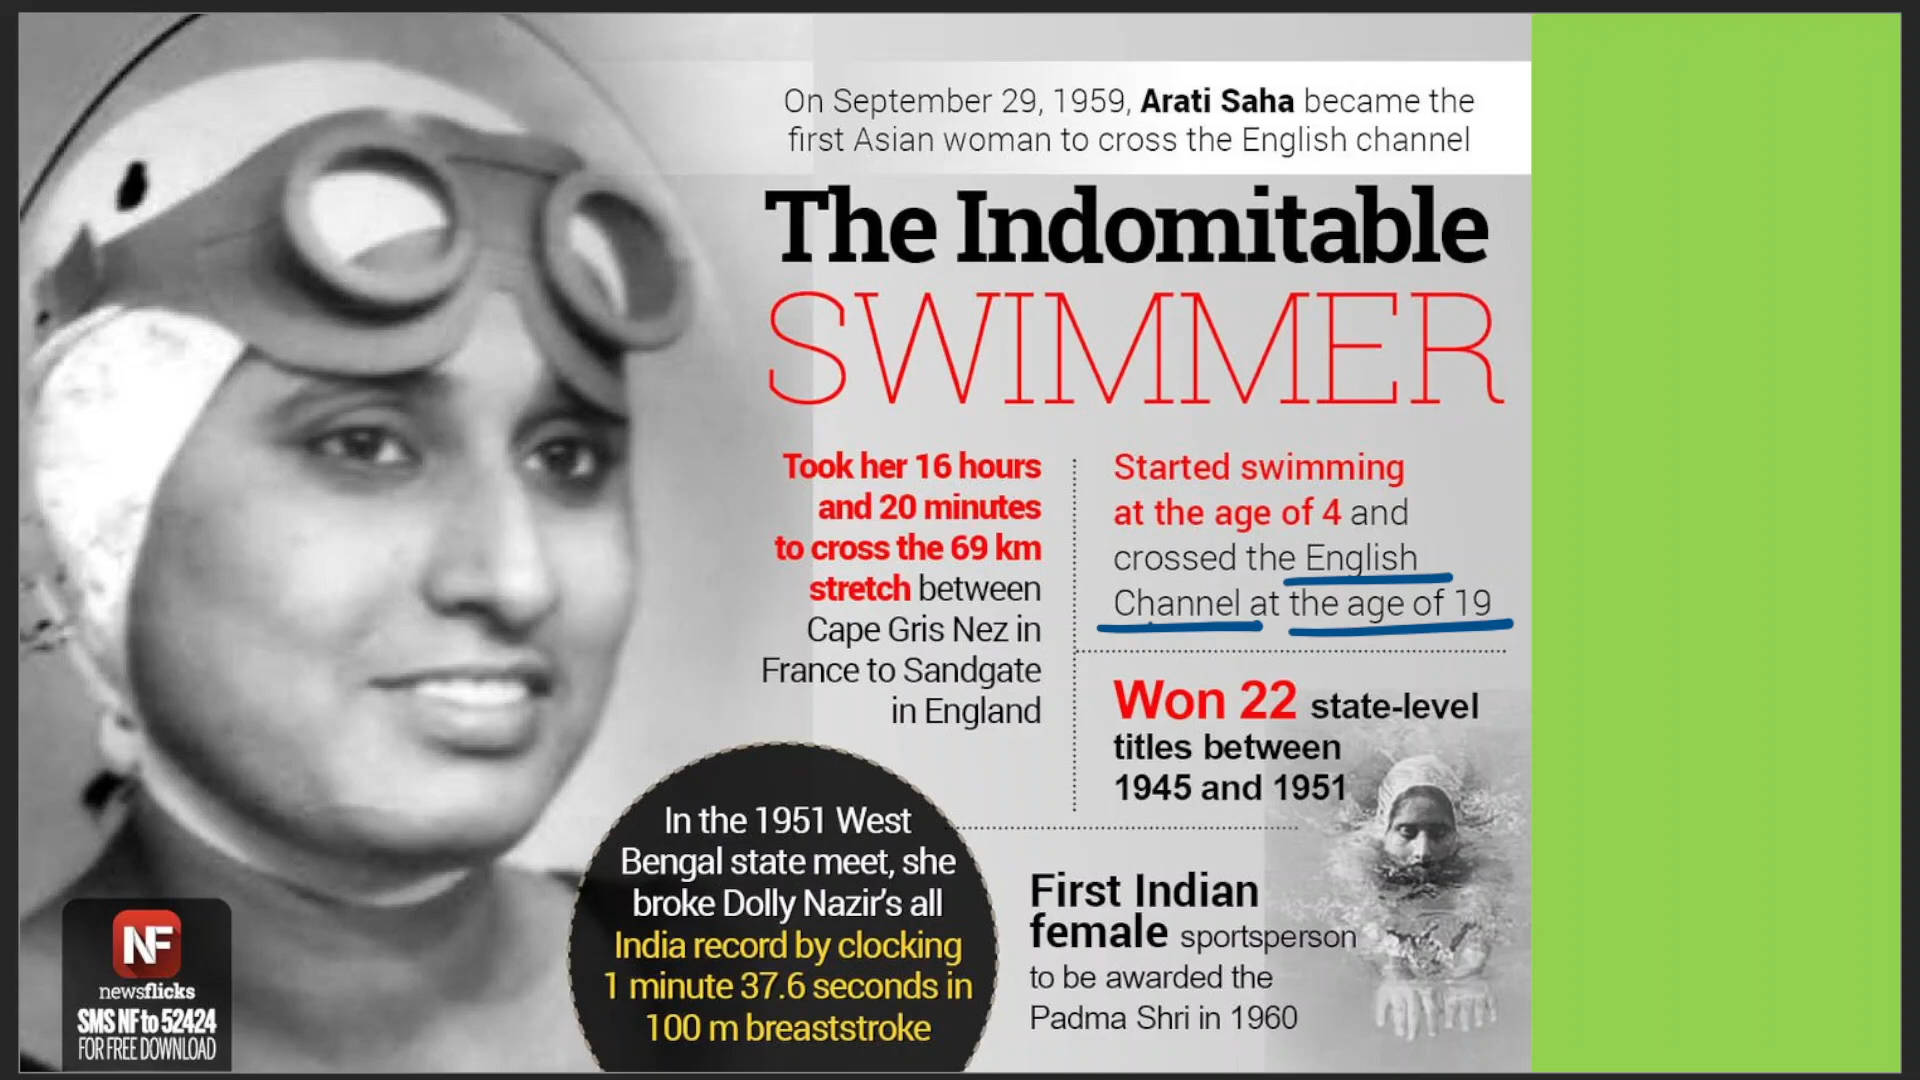 On September 29, 1959, Arati Saha became the
first Asian woman to cross the English channel
The Indomitable
SWIMMER
Took her 16 hours
and 20 minutes
to cross the 69 km
stretch between
Cape Gris Nez in
France to Sandgate
in England
Started swimming
at the age of 4 and
crossed the English
Channel at the age of 19
Won 22 state-level
titles between
1945 and 1951
In the 1951 West
Bengal state meet, she
broke Dolly Nazir's all
India record by clocking
1 minute 37.6 seconds in
100 m breaststroke
First Indian
female sportsperson
to be awarded the
Padma Shri in 1960
NF
newsflicks
SMS NF to 52424
FOR FREE DOWNLOAD